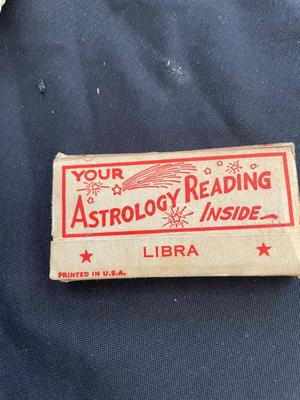 YOUR
ASTROLOGY READING
INSIDE
LIBRA
PRINTED IN U.S.A.